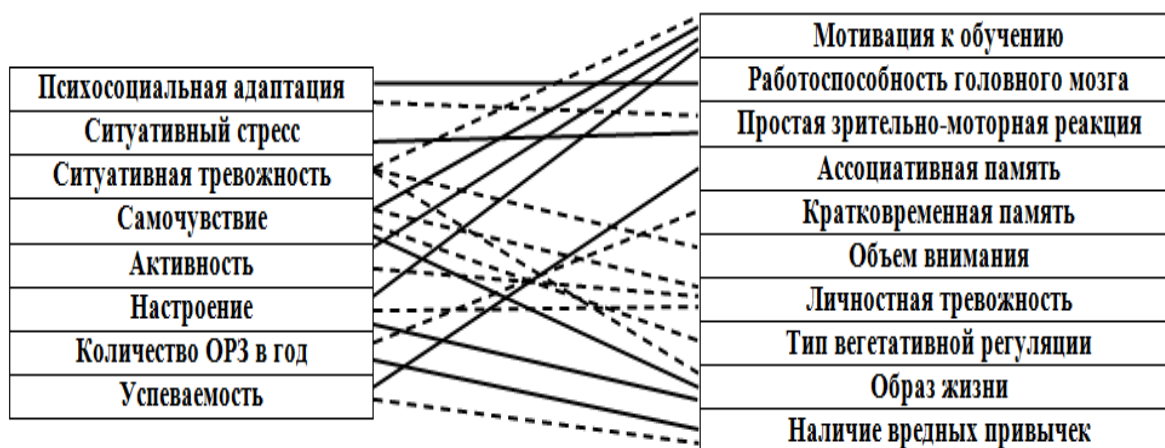 Психосоциальная адаптация
Ситуативный стресс
Ситуативная тревожность
Самочувствие
Активность
Настроение
Количество ОРЗ в год
Успеваемость
Мотивация к обучению
Работоспособность головного мозга
Простая зрительно-моторная реакция
Ассоциативная память
Кратковременная память
Объем внимания
Личностная тревожность
Тип вегетативной регуляции
Образ жизни
Наличие вредных привычек